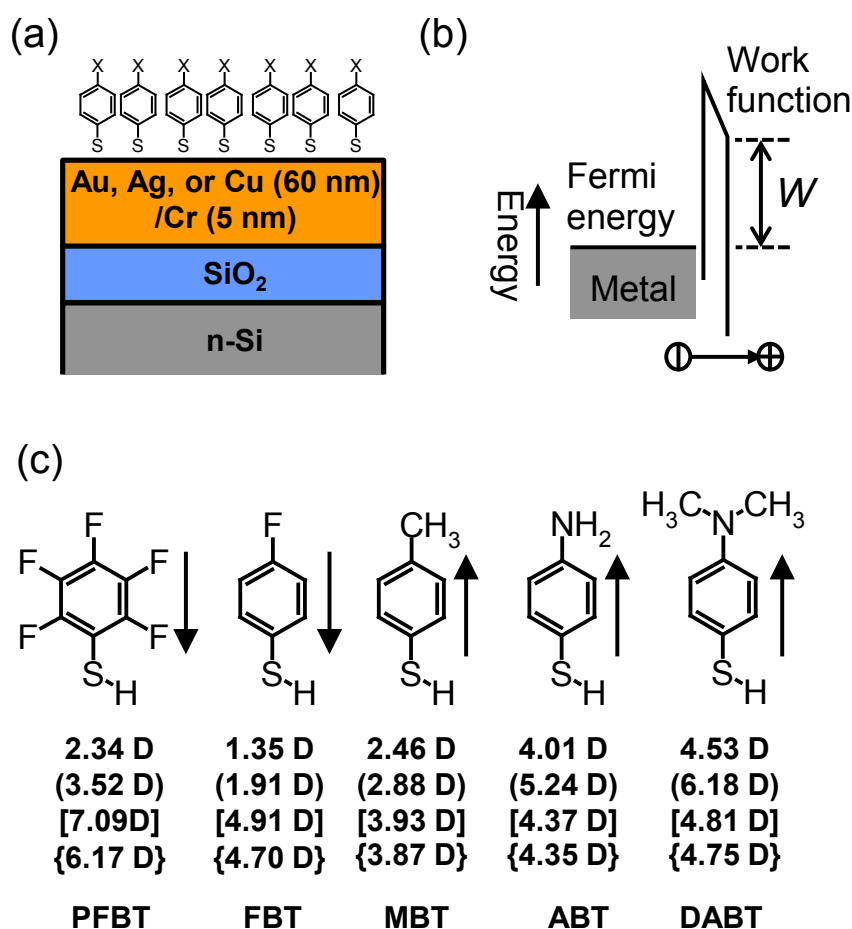 (a)
X X X X X X X
S S S S S S S
Au, Ag, or Cu (60 nm)
/Cr (5 nm)
SiO₂
n-Si
(b)
Work
function
Fermi
energy
W
Energy
Metal
(c)
F F F F F S-H
F S-H
CH₃ S-H
NH₂ S-H
H₃C N CH₃ S-H
2.34 D 1.35 D 2.46 D 4.01 D 4.53 D
(3.52 D) (1.91 D) (2.88 D) (5.24 D) (6.18 D)
[7.09D] [4.91 D] [3.93 D] [4.37 D] [4.81 D]
{6.17 D} {4.70 D} {3.87 D} {4.35 D} {4.75 D}
PFBT FBT MBT ABT DABT